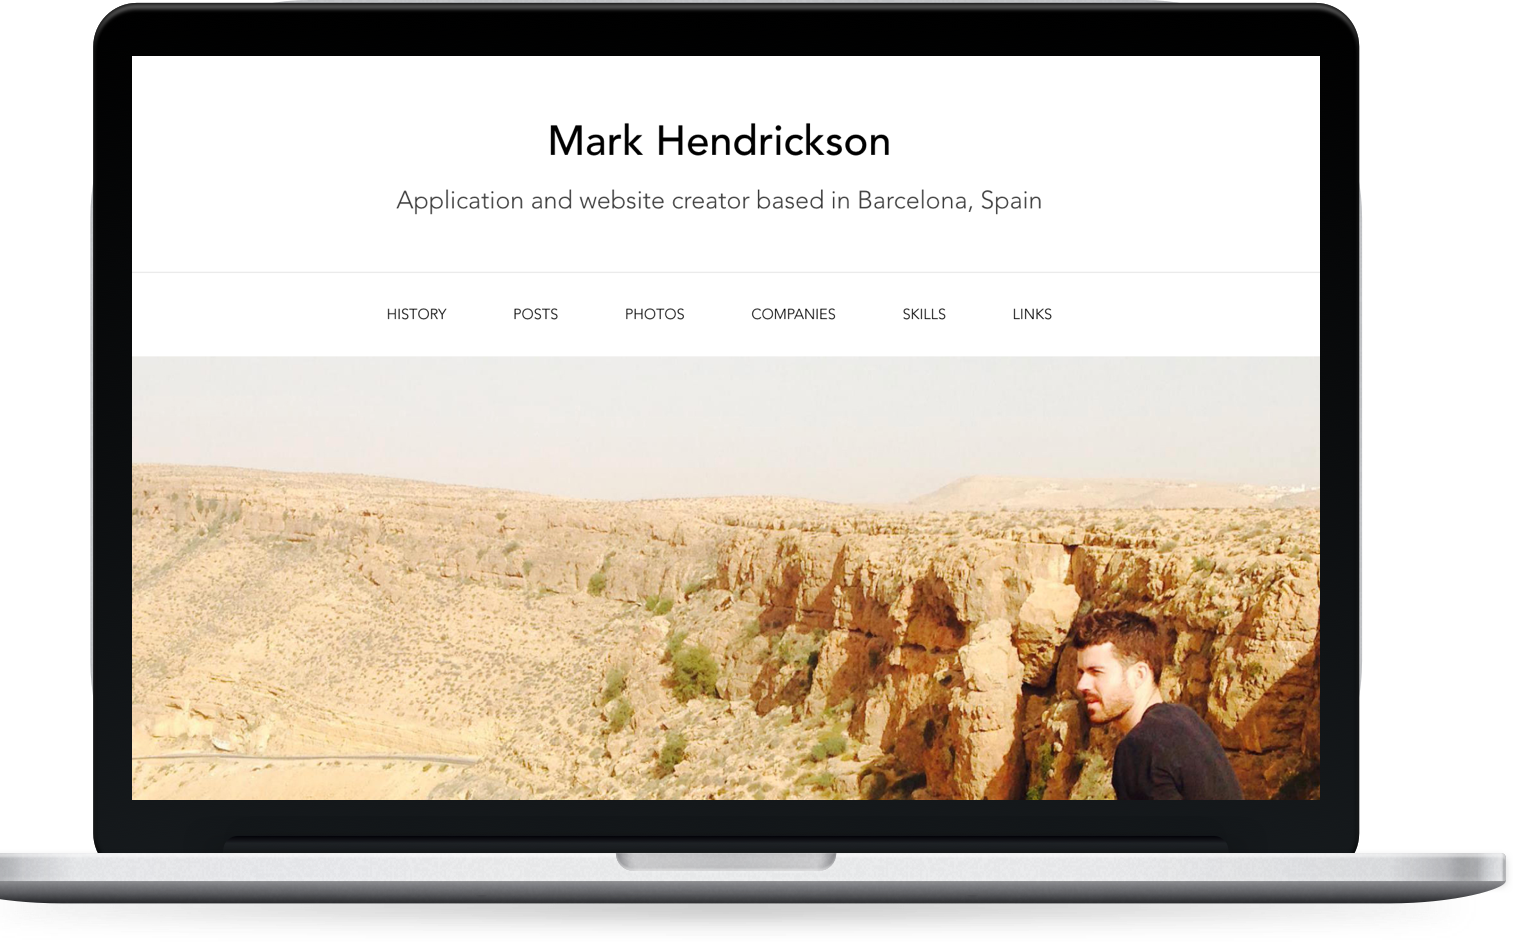 Mark Hendrickson
Application and website creator based in Barcelona, Spain
HISTORY POSTS PHOTOS COMPANIES SKILLS LINKS